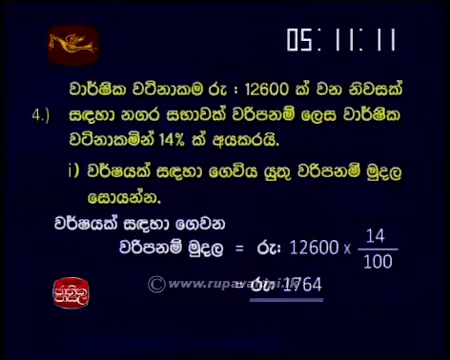 05:11:11
වාර්ෂික වටිනාකම රු : 12600 ක් වන නිවසක්
4.) සඳහා නගර සභාවක් වරිපනම් ලෙස වාර්ෂික
වටිනාකමින් 14% ක් අයකරයි.
i) වර්ෂයක් සඳහා ගෙවිය යුතු වරිපනම් මුදල
සොයන්න.
වර්ෂයක් සඳහා ගෙවන
වරිපනම් මුදල = රු: 12600 x 14/100
= රු: 1764
© www.rupavahini.lk